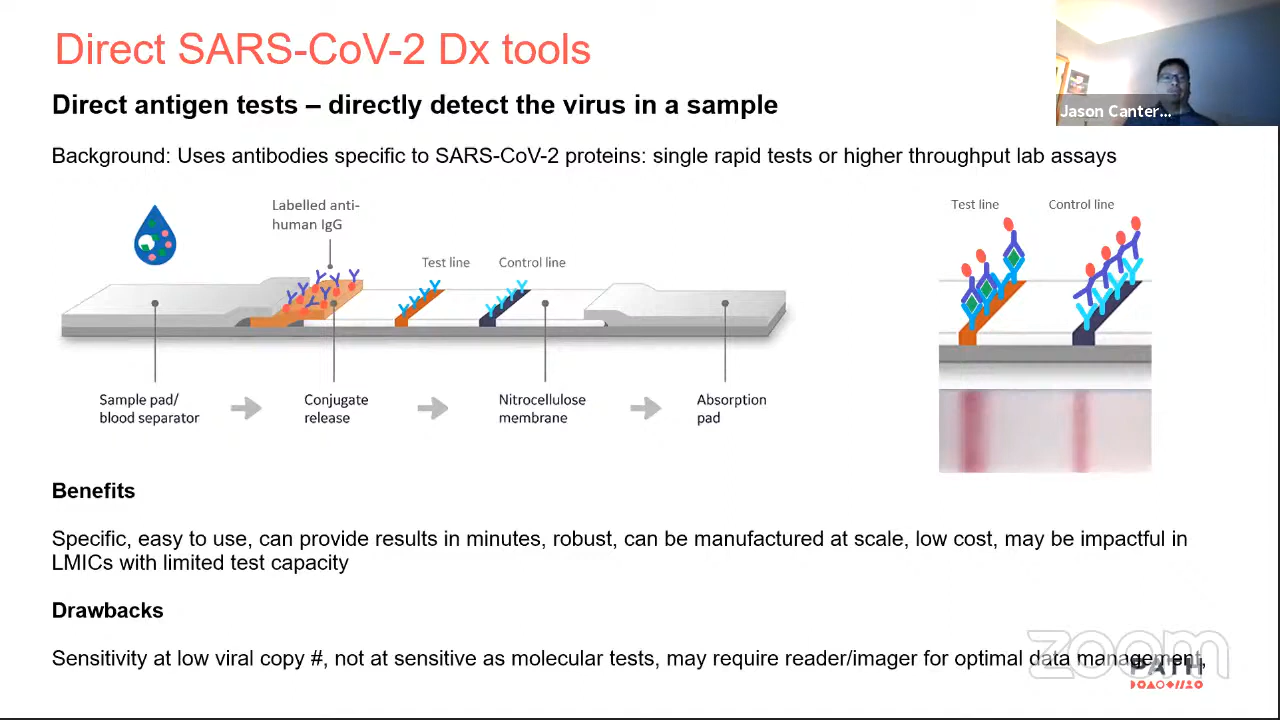 Direct SARS-CoV-2 Dx tools
Jason Canter...
Direct antigen tests – directly detect the virus in a sample
Background: Uses antibodies specific to SARS-CoV-2 proteins: single rapid tests or higher throughput lab assays
Labelled anti-
human IgG
Test line
Control line
Sample pad/
blood separator
Conjugate
release
Nitrocellulose
membrane
Absorption
pad
Test line
Control line
Benefits
Specific, easy to use, can provide results in minutes, robust, can be manufactured at scale, low cost, may be impactful in
LMICs with limited test capacity
Drawbacks
Sensitivity at low viral copy #, not at sensitive as molecular tests, may require reader/imager for optimal data management,
zoom
PATH